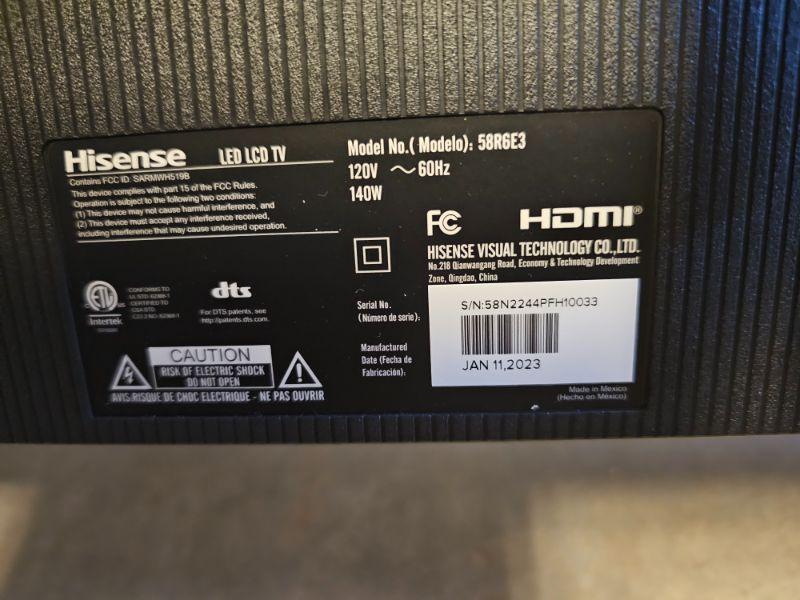 Hisense LED LCD TV
Contains FCC ID: SARMWH519B
This device complies with part 15 of the FCC Rules.
Operation is subject to the following two conditions:
(1) This device may not cause harmful interference, and
(2) This device must accept any interference received,
including interference that may cause undesired operation.
Model No.( Modelo): 58R6E3
120V ～60Hz
140W
FC HDMI®
HISENSE VISUAL TECHNOLOGY CO.,LTD.
No.218 Qianwangang Road, Economy & Technology Development
Zone, Qingdao, China
ETL
Intertek
CONFORMS TO
CERTIFIED TO
dts
For DTS patents, see
http://patents.dts.com.
CAUTION
RISK OF ELECTRIC SHOCK
DO NOT OPEN
AVIS-RISQUE DE CHOC ELECTRIQUE - NE PAS OUVRIR
Serial No.
(Número de serie):
S/N:58N2244PFH10033
Manufactured
Date (Fecha de
Fabricación):
JAN 11,2023
Made in Mexico
(Hecho en México)